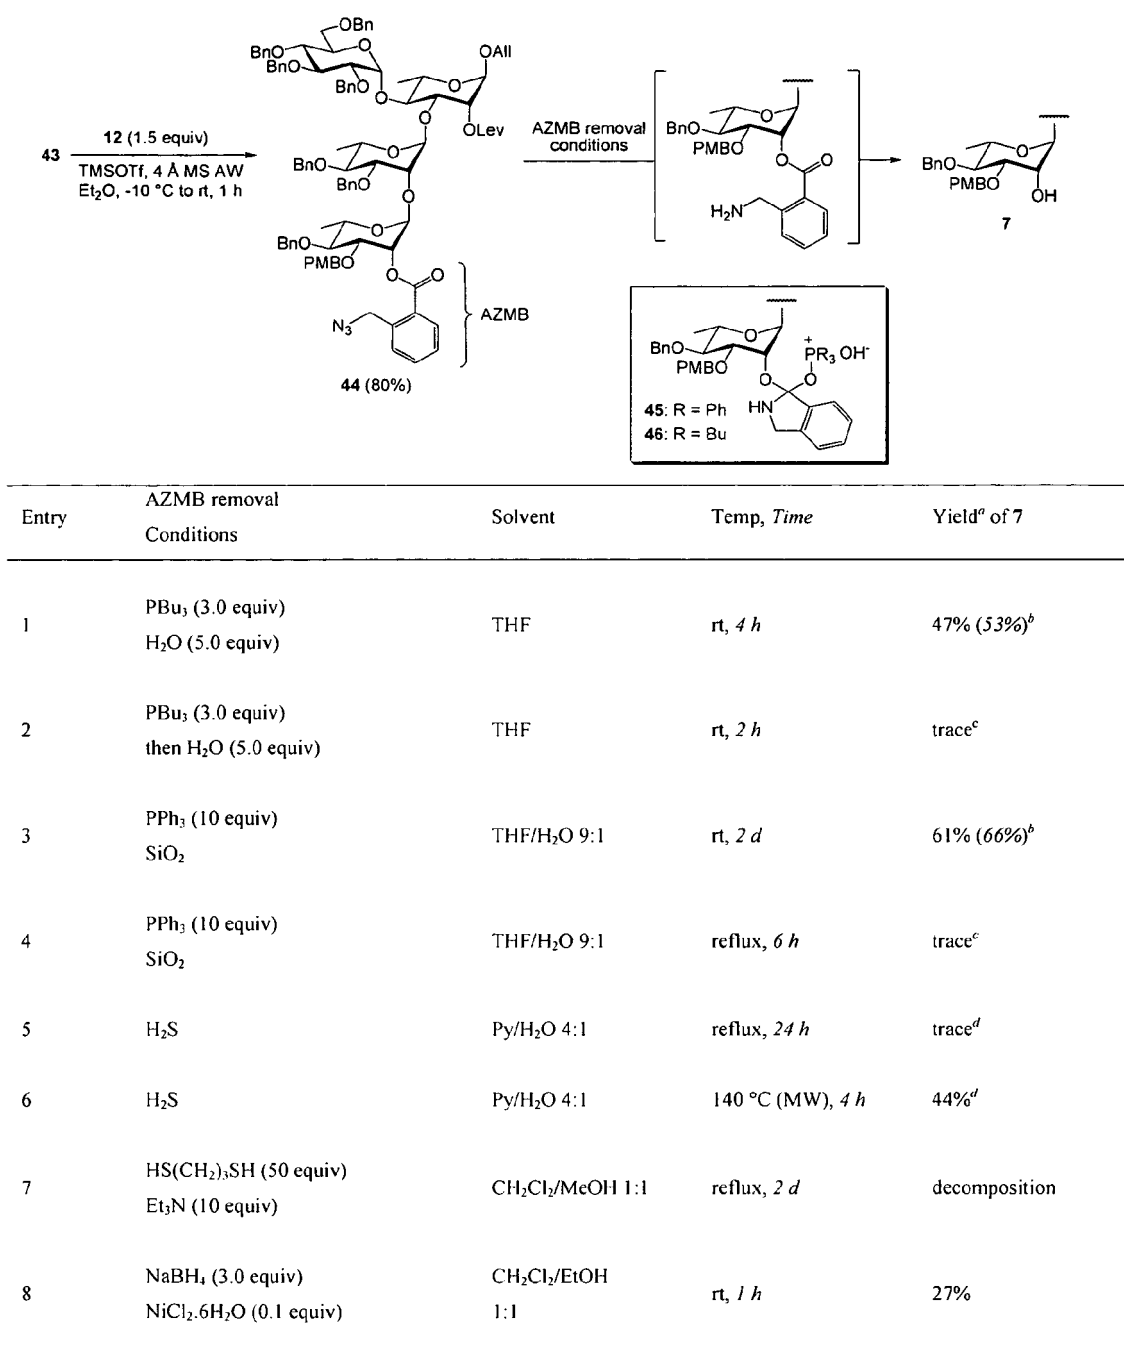 OBn
BnO
BnO
BnO
O
O
OAll
O
OLev
O
O
BnO
BnO
O
O
BnO
PMBO
O
O
N₃
AZMB
44 (80%)
43
12 (1.5 equiv)
TMSOTf, 4 Å MS AW
Et₂O, -10 °C to rt, 1 h
AZMB removal
conditions
O
BnO
PMBO
O
O
H₂N
O
BnO
PMBO
OH
7
O
BnO
PMBO
O
O
+
PR₃ OH⁻
HN
45: R = Ph
46: R = Bu
Entry AZMB removal Conditions Solvent Temp, Time Yieldᵃ of 7
1 PBu₃ (3.0 equiv) THF rt, 4 h 47% (53%)ᵇ
H₂O (5.0 equiv)
2 PBu₃ (3.0 equiv) THF rt, 2 h traceᶜ
then H₂O (5.0 equiv)
3 PPh₃ (10 equiv) THF/H₂O 9:1 rt, 2 d 61% (66%)ᵇ
SiO₂
4 PPh₃ (10 equiv) THF/H₂O 9:1 reflux, 6 h traceᶜ
SiO₂
5 H₂S Py/H₂O 4:1 reflux, 24 h traceᵈ
6 H₂S Py/H₂O 4:1 140 °C (MW), 4 h 44%ᵈ
7 HS(CH₂)₃SH (50 equiv) CH₂Cl₂/MeOH 1:1 reflux, 2 d decomposition
Et₃N (10 equiv)
8 NaBH₄ (3.0 equiv) CH₂Cl₂/EtOH rt, 1 h 27%
NiCl₂.6H₂O (0.1 equiv) 1:1